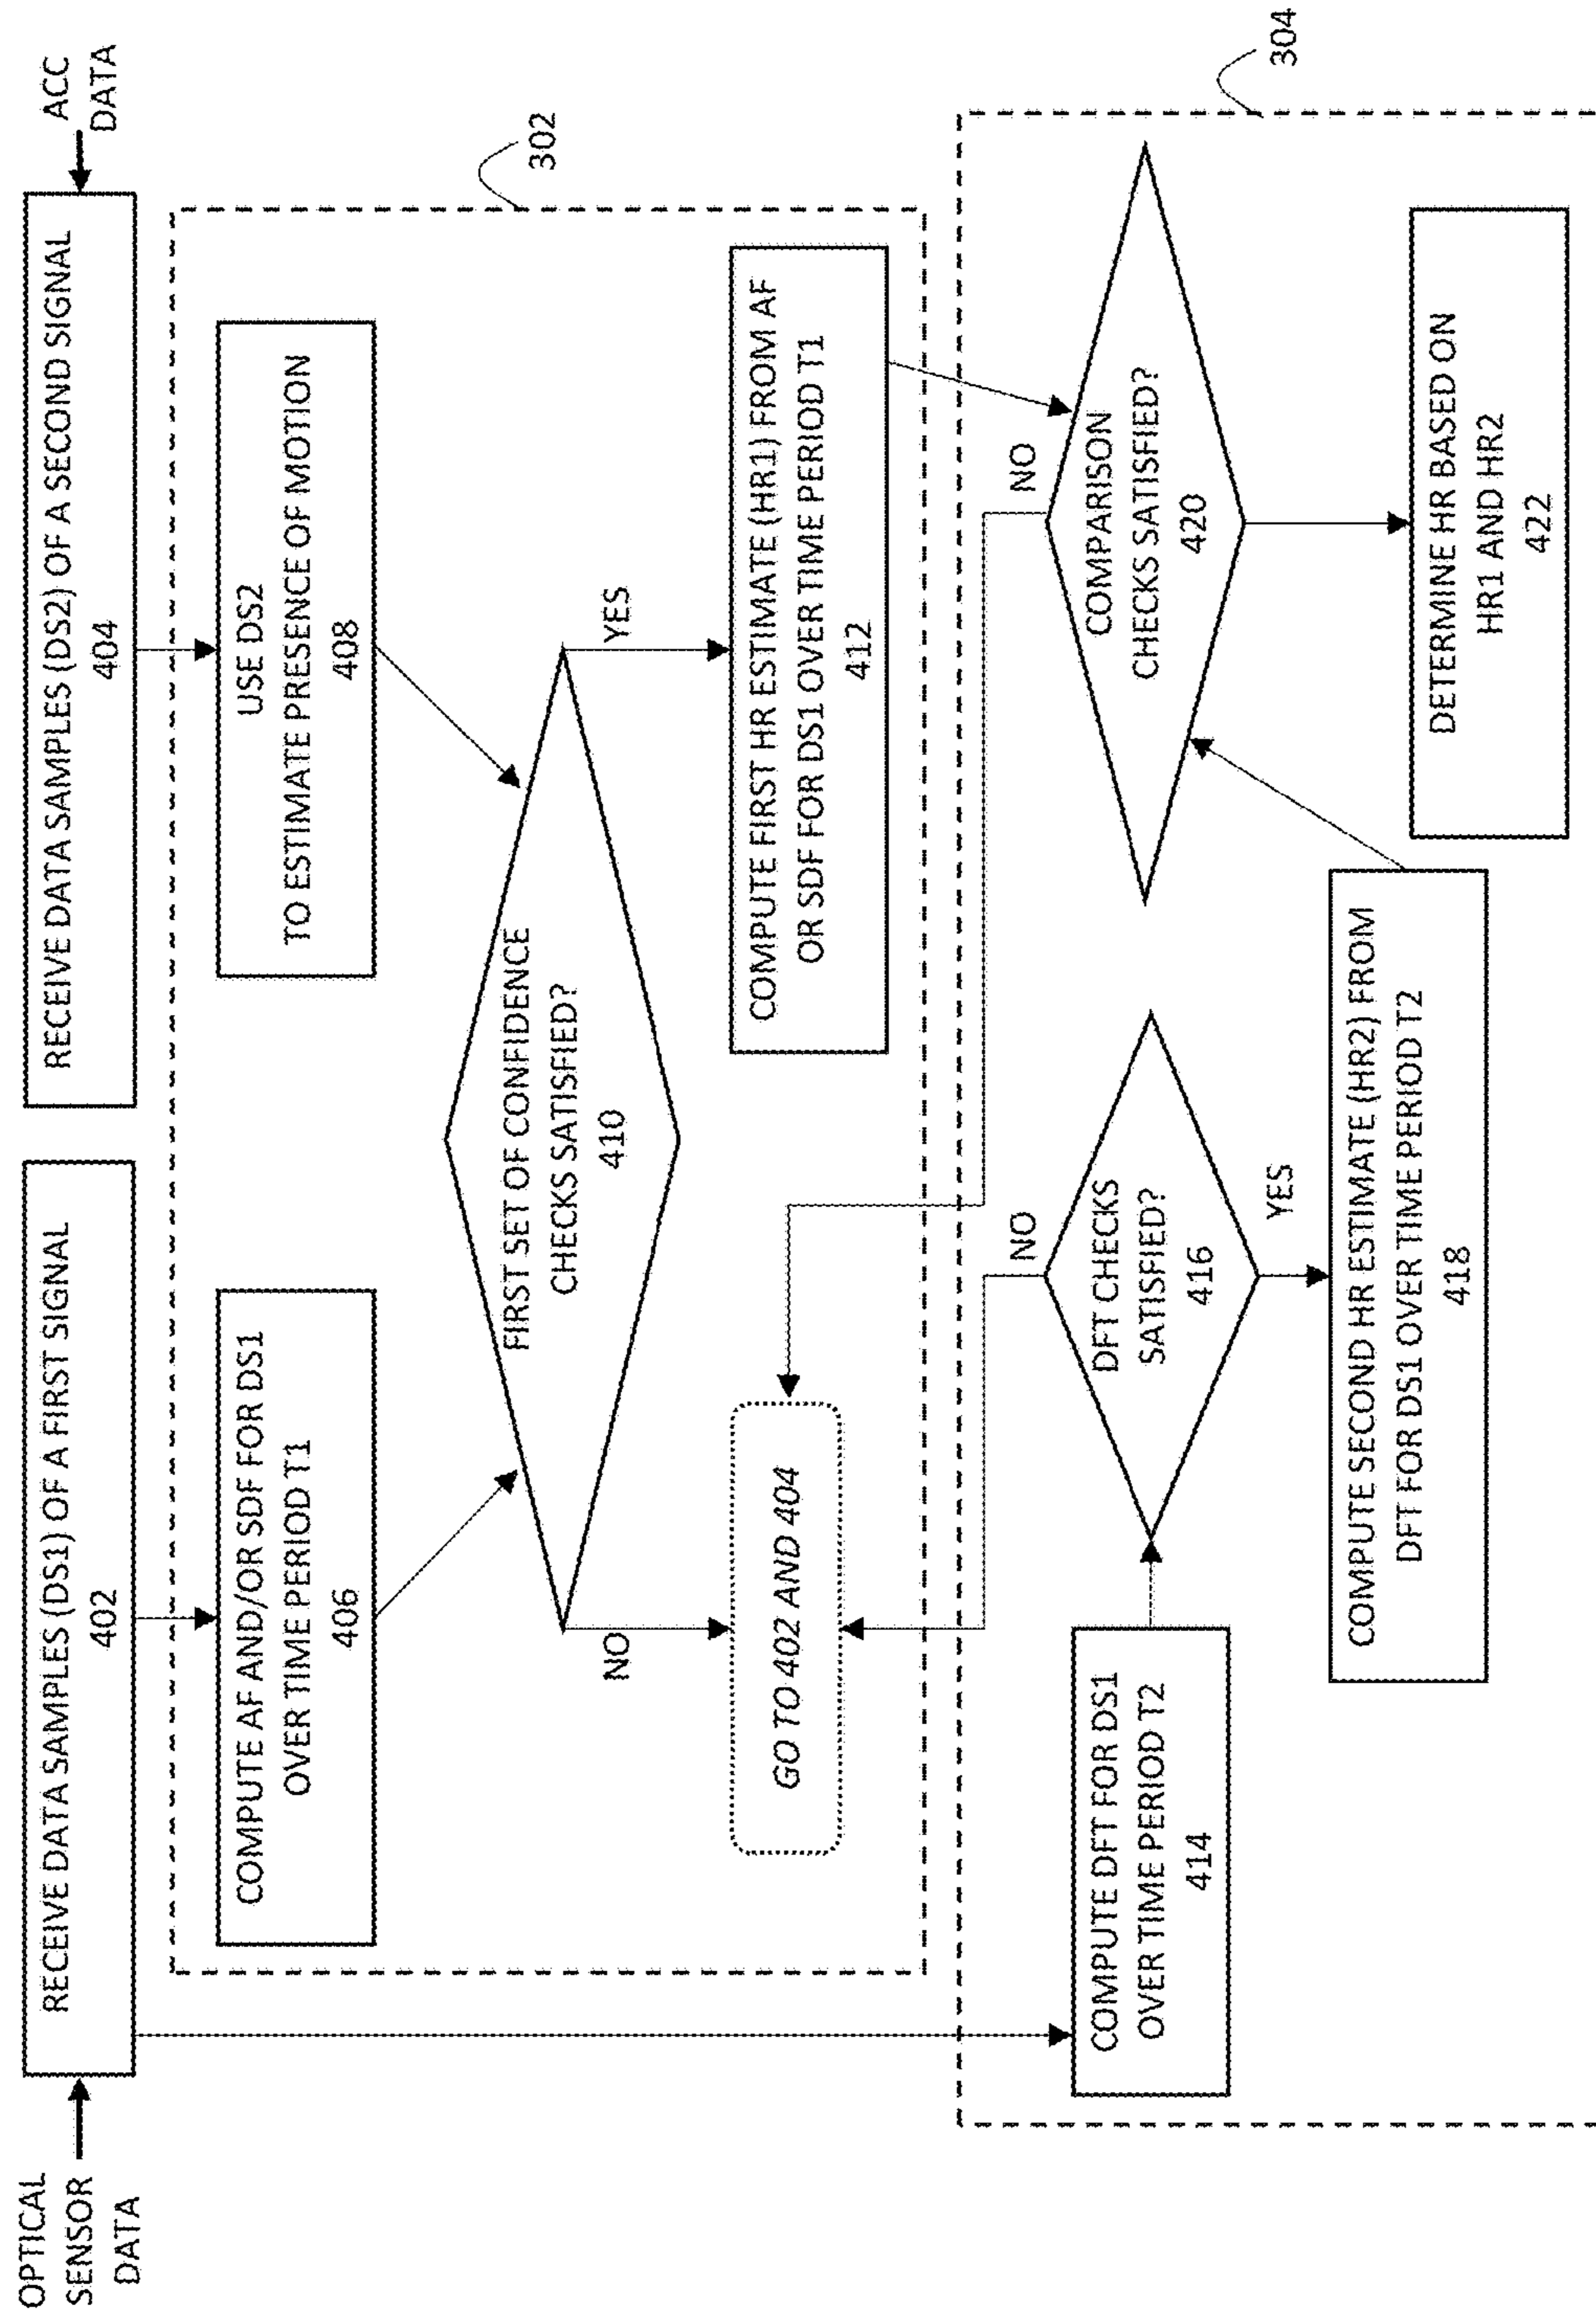 OPTICAL
SENSOR
DATA
RECEIVE DATA SAMPLES (DS1) OF A FIRST SIGNAL
402
RECEIVE DATA SAMPLES (DS2) OF A SECOND SIGNAL
404
ACC
DATA
302
COMPUTE AF AND/OR SDF FOR DS1
OVER TIME PERIOD T1
406
USE DS2
TO ESTIMATE PRESENCE OF MOTION
408
FIRST SET OF CONFIDENCE
CHECKS SATISFIED?
410
NO
YES
GO TO 402 AND 404
COMPUTE FIRST HR ESTIMATE (HR1) FROM AF
OR SDF FOR DS1 OVER TIME PERIOD T1
412
304
COMPUTE DFT FOR DS1
OVER TIME PERIOD T2
414
NO
DFT CHECKS
SATISFIED?
416
YES
COMPUTE SECOND HR ESTIMATE (HR2) FROM
DFT FOR DS1 OVER TIME PERIOD T2
418
NO
COMPARISON
CHECKS SATISFIED?
420
DETERMINE HR BASED ON
HR1 AND HR2
422